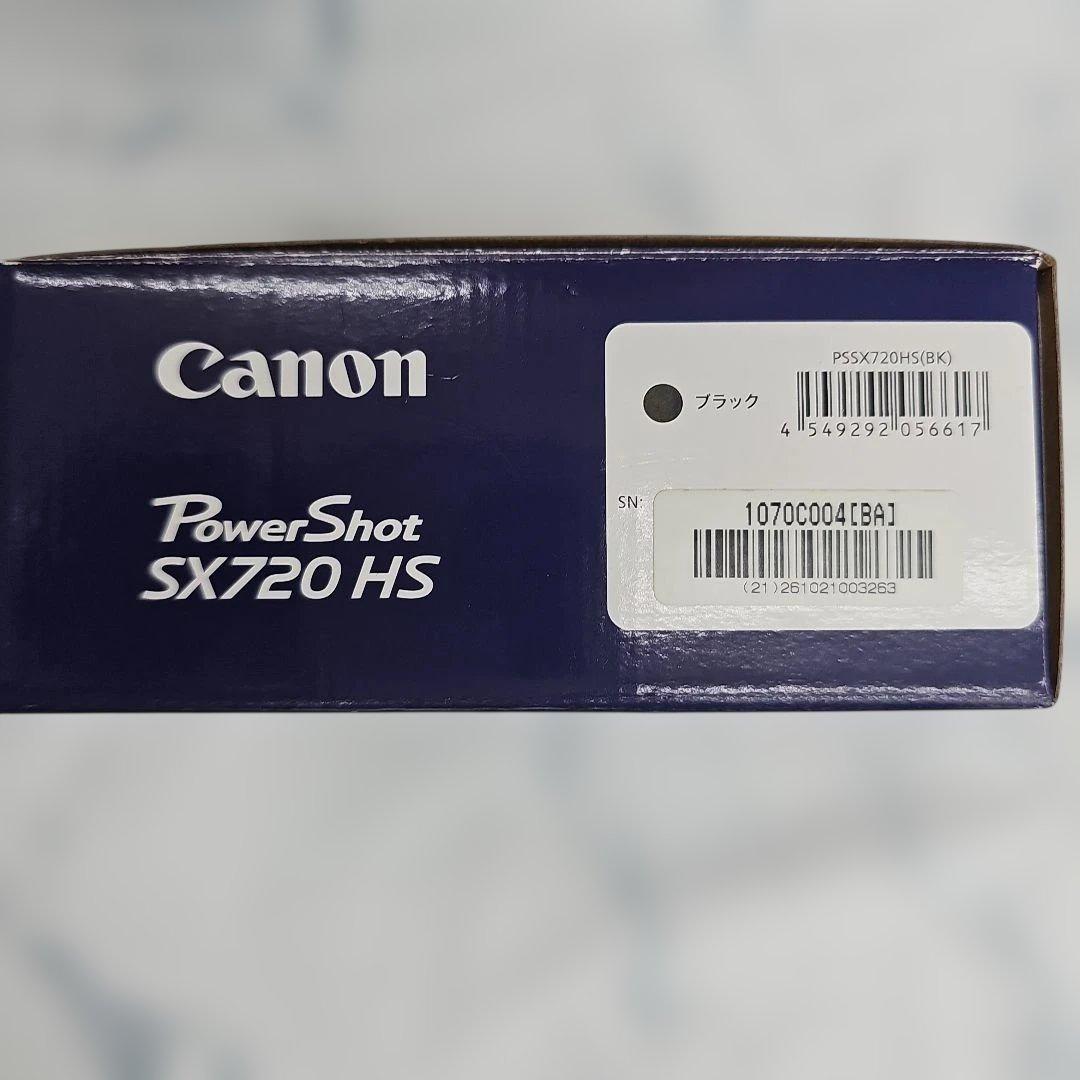 Canon
PowerShot
SX720 HS
PSSX720HS(BK)
ブラック
4 549292 056617
SN:
1070C004[BA]
(21)261021003263